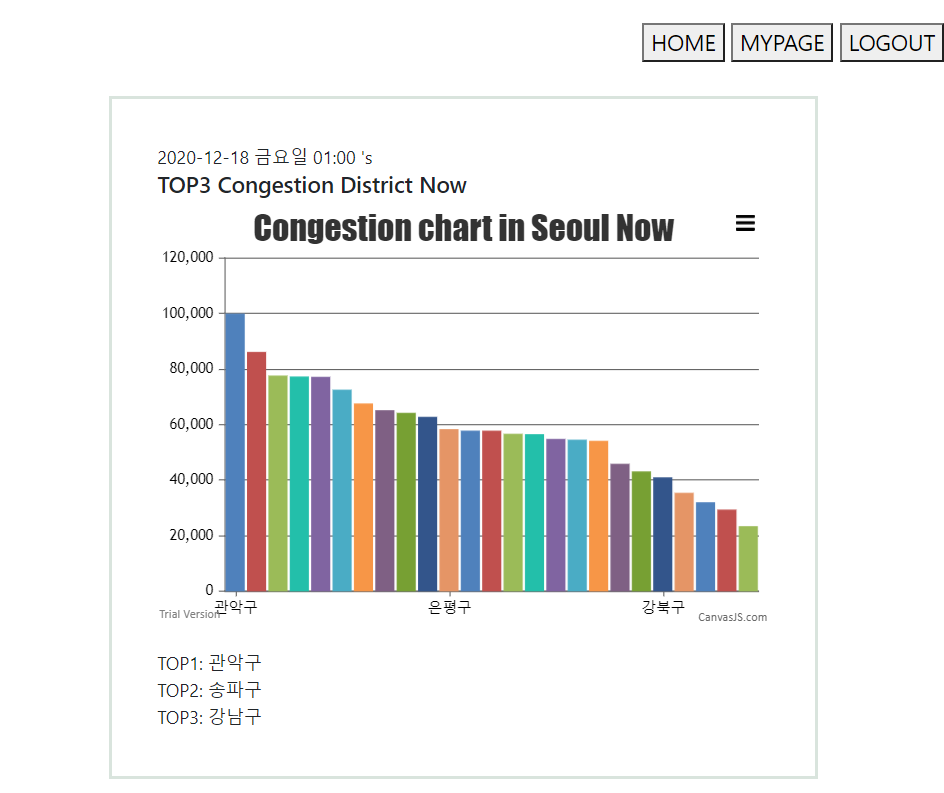 HOME MYPAGE LOGOUT
2020-12-18 금요일 01:00 's
TOP3 Congestion District Now
Congestion chart in Seoul Now
120,000
100,000
80,000
60,000
40,000
20,000
0
관악구 은평구 강북구
Trial Version CanvasJS.com
TOP1: 관악구
TOP2: 송파구
TOP3: 강남구